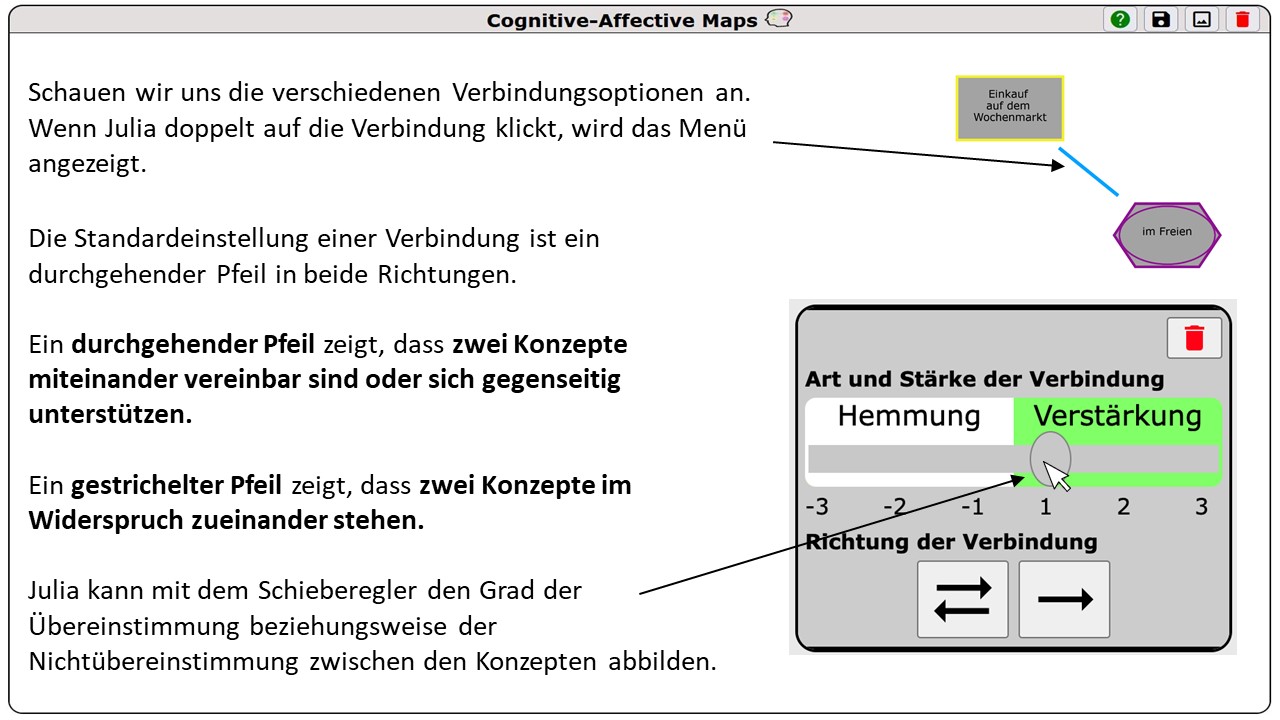 Cognitive-Affective Maps
Schauen wir uns die verschiedenen Verbindungsoptionen an.
Wenn Julia doppelt auf die Verbindung klickt, wird das Menü
angezeigt.
Die Standardeinstellung einer Verbindung ist ein
durchgehender Pfeil in beide Richtungen.
Ein durchgehender Pfeil zeigt, dass zwei Konzepte
miteinander vereinbar sind oder sich gegenseitig
unterstützen.
Ein gestrichelter Pfeil zeigt, dass zwei Konzepte im
Widerspruch zueinander stehen.
Julia kann mit dem Schieberegler den Grad der
Übereinstimmung beziehungsweise der
Nichtübereinstimmung zwischen den Konzepten abbilden.
Einkauf
auf dem
Wochenmarkt
im Freien
Art und Stärke der Verbindung
Hemmung Verstärkung
-3 -2 -1 1 2 3
Richtung der Verbindung